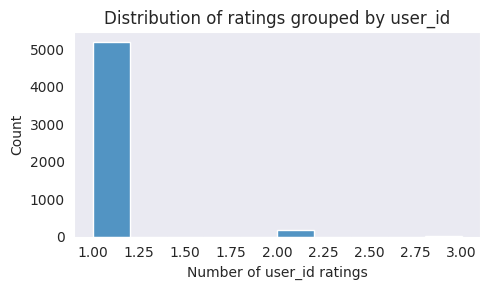 Distribution of ratings grouped by user_id
5000
4000
3000
2000
1000
0
Count
1.00 1.25 1.50 1.75 2.00 2.25 2.50 2.75 3.00
Number of user_id ratings